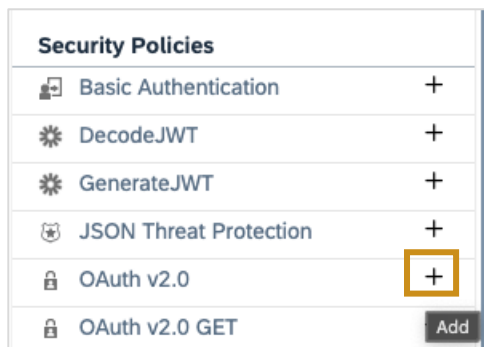 Security Policies
Basic Authentication +
DecodeJWT +
GenerateJWT +
JSON Threat Protection +
OAuth v2.0 +
OAuth v2.0 GET
Add